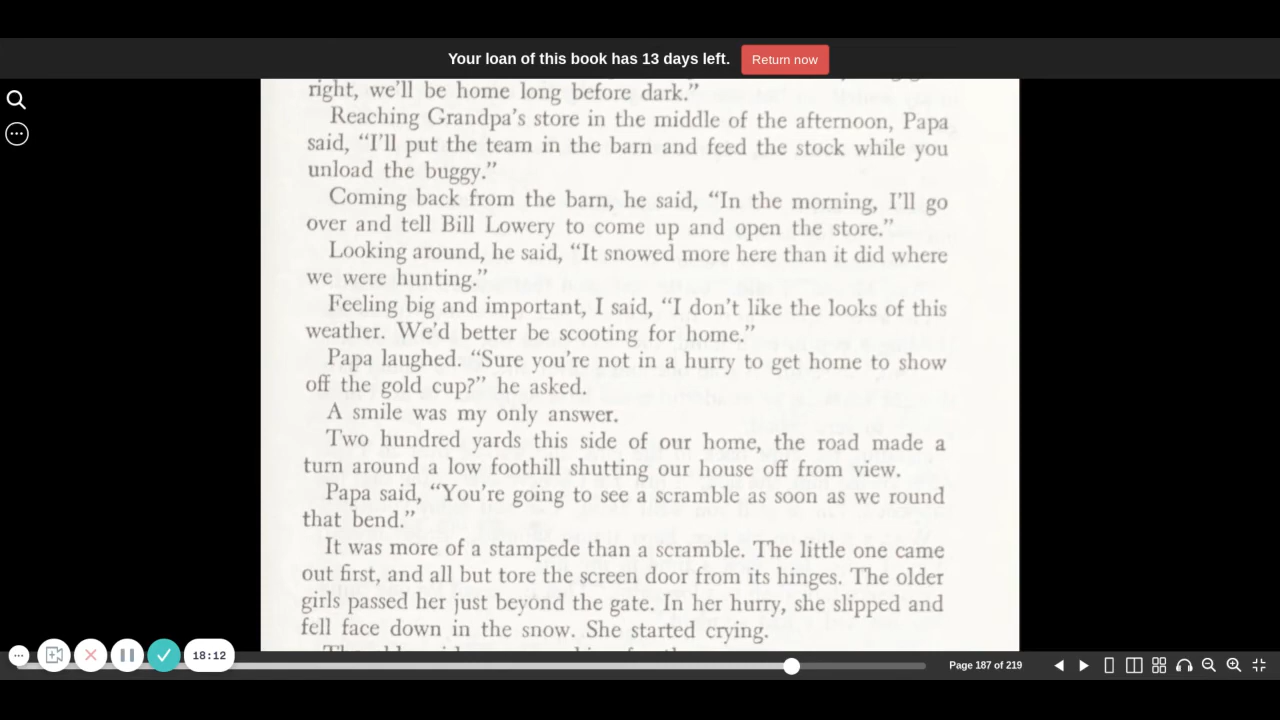 Your loan of this book has 13 days left. Return now
right, we'll be home long before dark."
Reaching Grandpa's store in the middle of the afternoon, Papa
said, "I'll put the team in the barn and feed the stock while you
unload the buggy."
Coming back from the barn, he said, "In the morning, I'll go
over and tell Bill Lowery to come up and open the store."
Looking around, he said, "It snowed more here than it did where
we were hunting."
Feeling big and important, I said, "I don't like the looks of this
weather. We'd better be scooting for home."
Papa laughed. "Sure you're not in a hurry to get home to show
off the gold cup?" he asked.
A smile was my only answer.
Two hundred yards this side of our home, the road made a
turn around a low foothill shutting our house off from view.
Papa said, "You're going to see a scramble as soon as we round
that bend."
It was more of a stampede than a scramble. The little one came
out first, and all but tore the screen door from its hinges. The older
girls passed her just beyond the gate. In her hurry, she slipped and
fell face down in the snow. She started crying.
18:12
Page 187 of 219